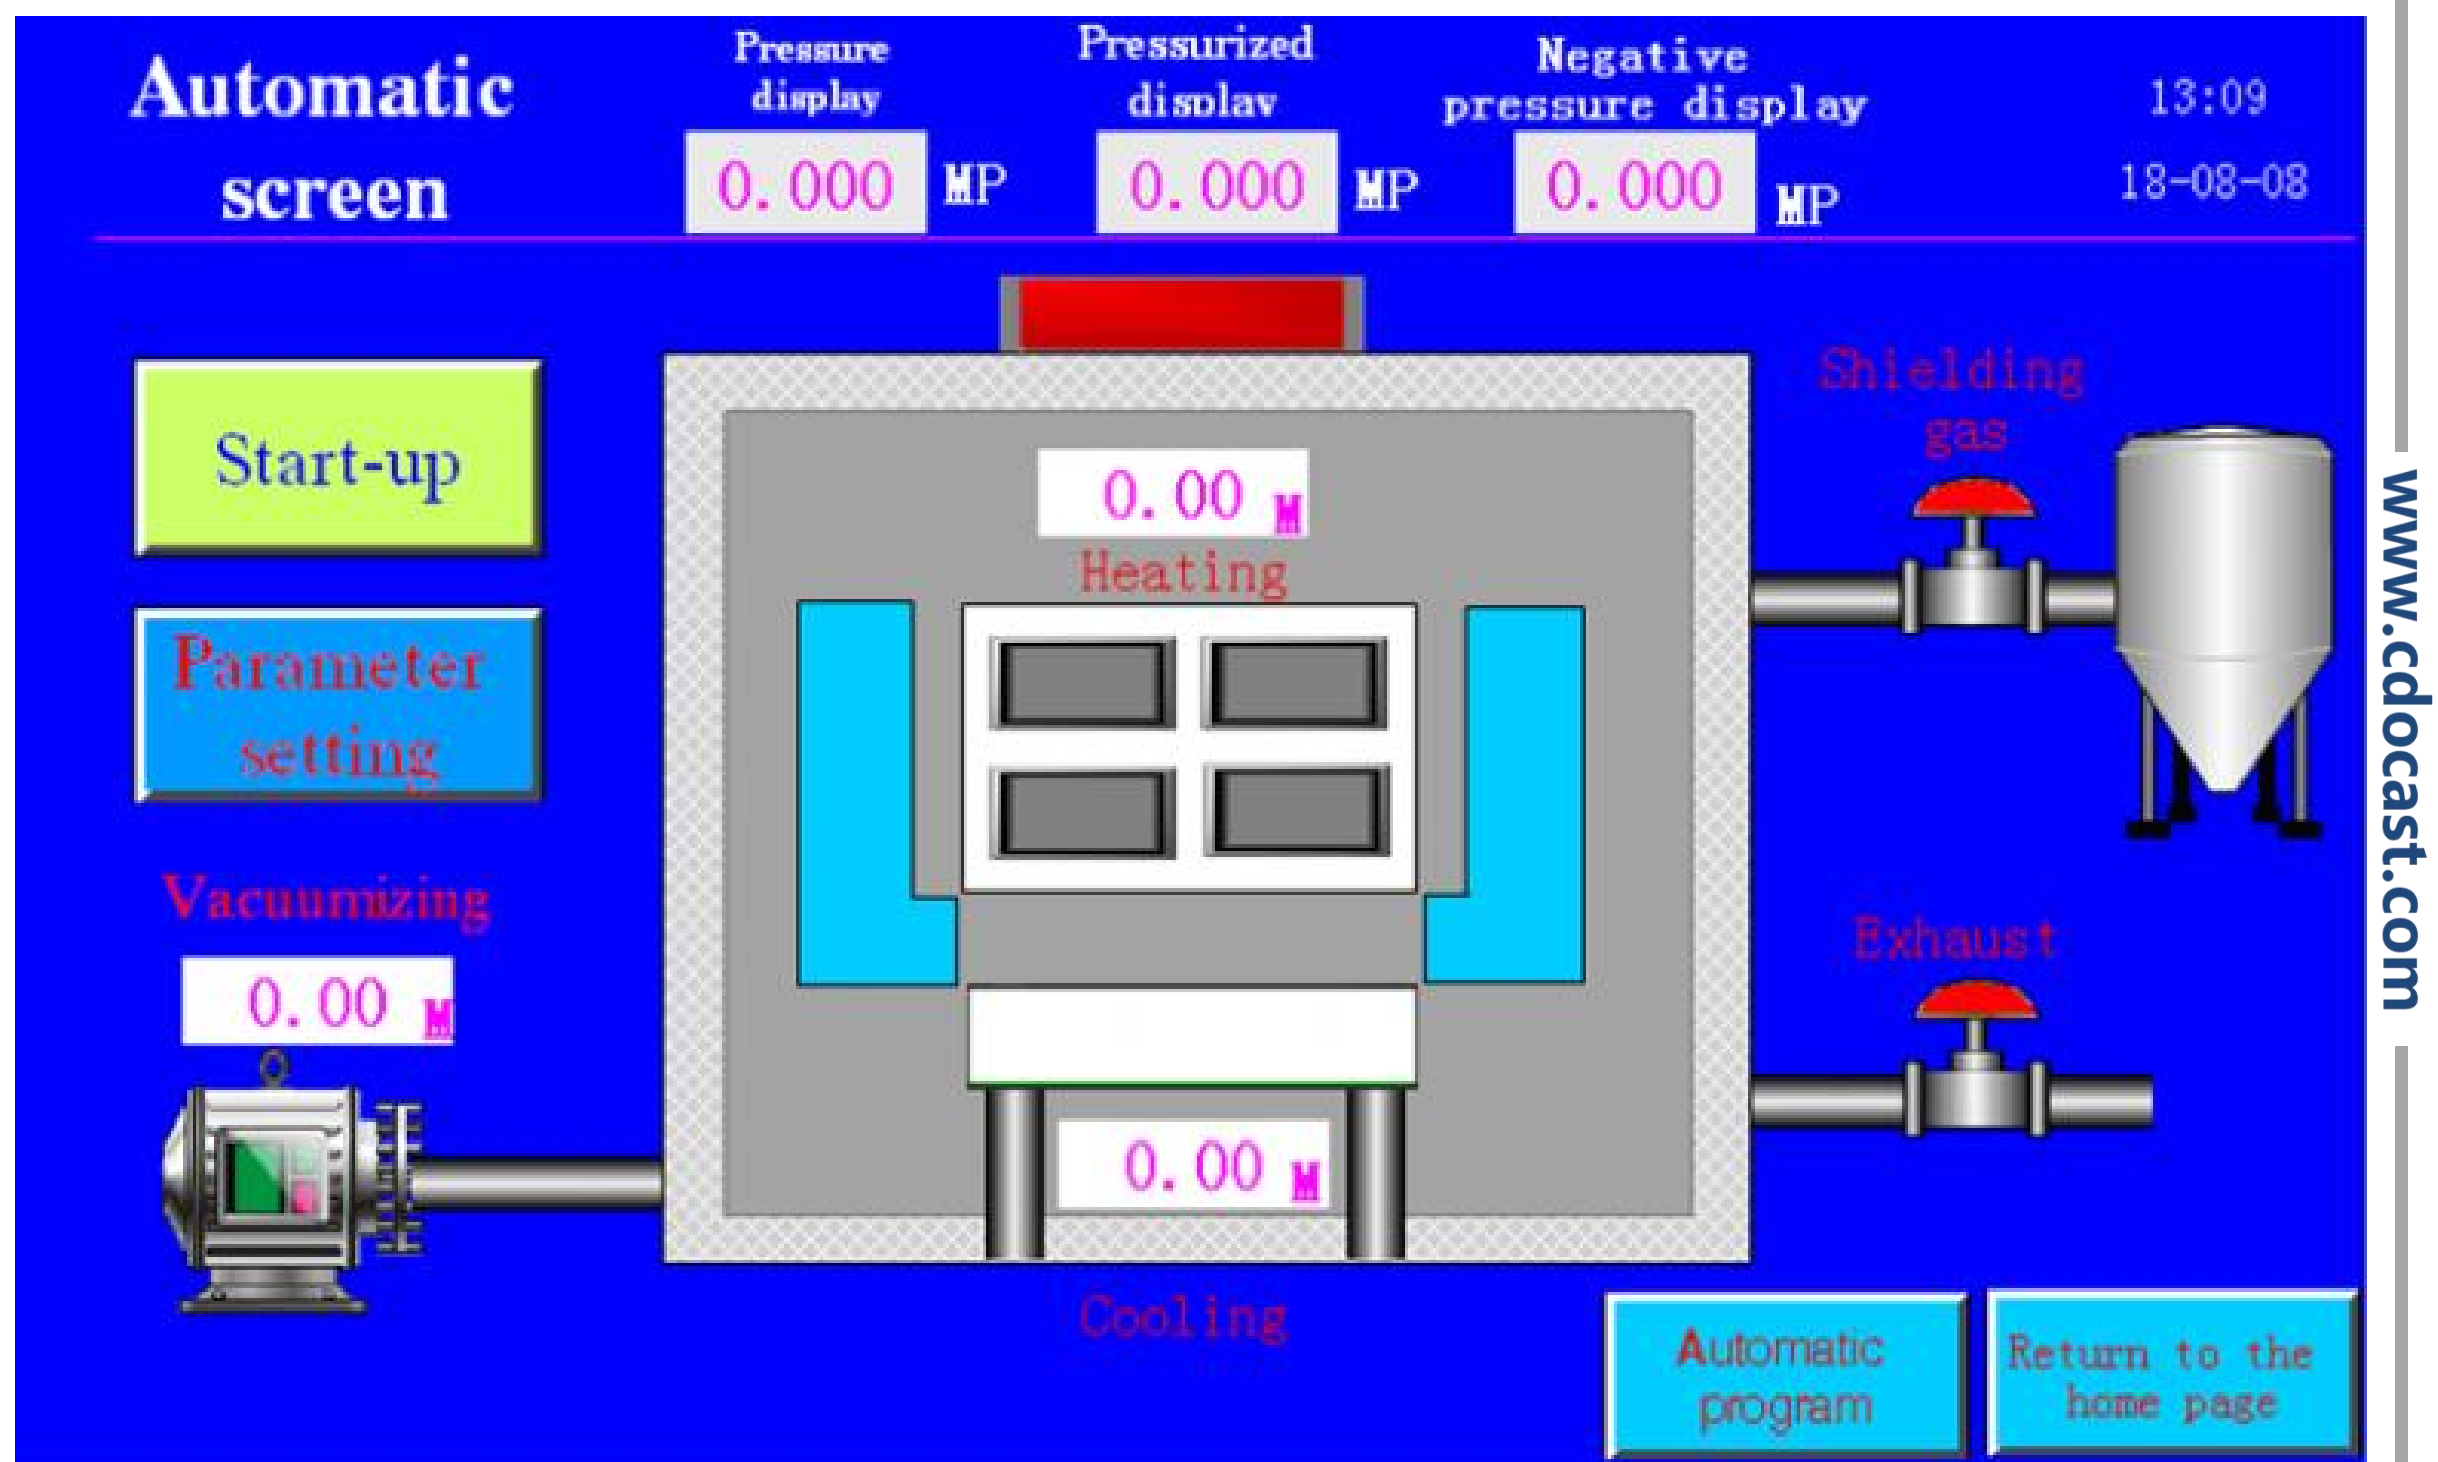 Automatic
screen
Pressure
display
0.000 MP
Pressurized
display
0.000 MP
Negative
pressure display
0.000 MP
13:09
18-08-08
Start-up
Parameter
setting
Vacuumizing
0.00 M
0.00 M
Heating
0.00 M
Cooling
Shielding
gas
Exhaust
Automatic
program
Return to the
home page
www.cdocast.com